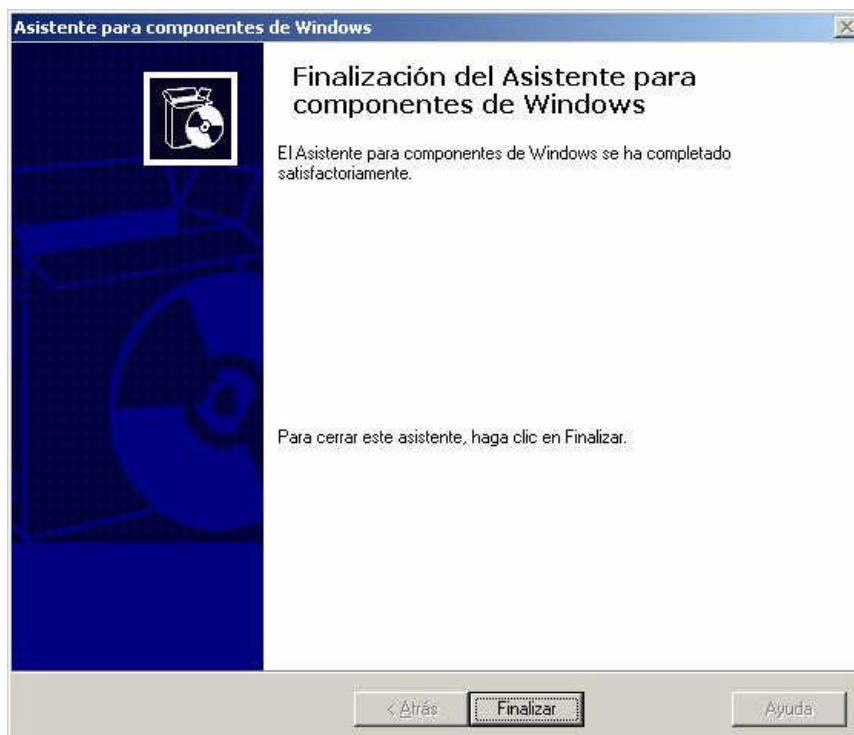 Asistente para componentes de Windows
Finalización del Asistente para
componentes de Windows
El Asistente para componentes de Windows se ha completado
satisfactoriamente.
Para cerrar este asistente, haga clic en Finalizar.
< Atrás Finalizar Ayuda